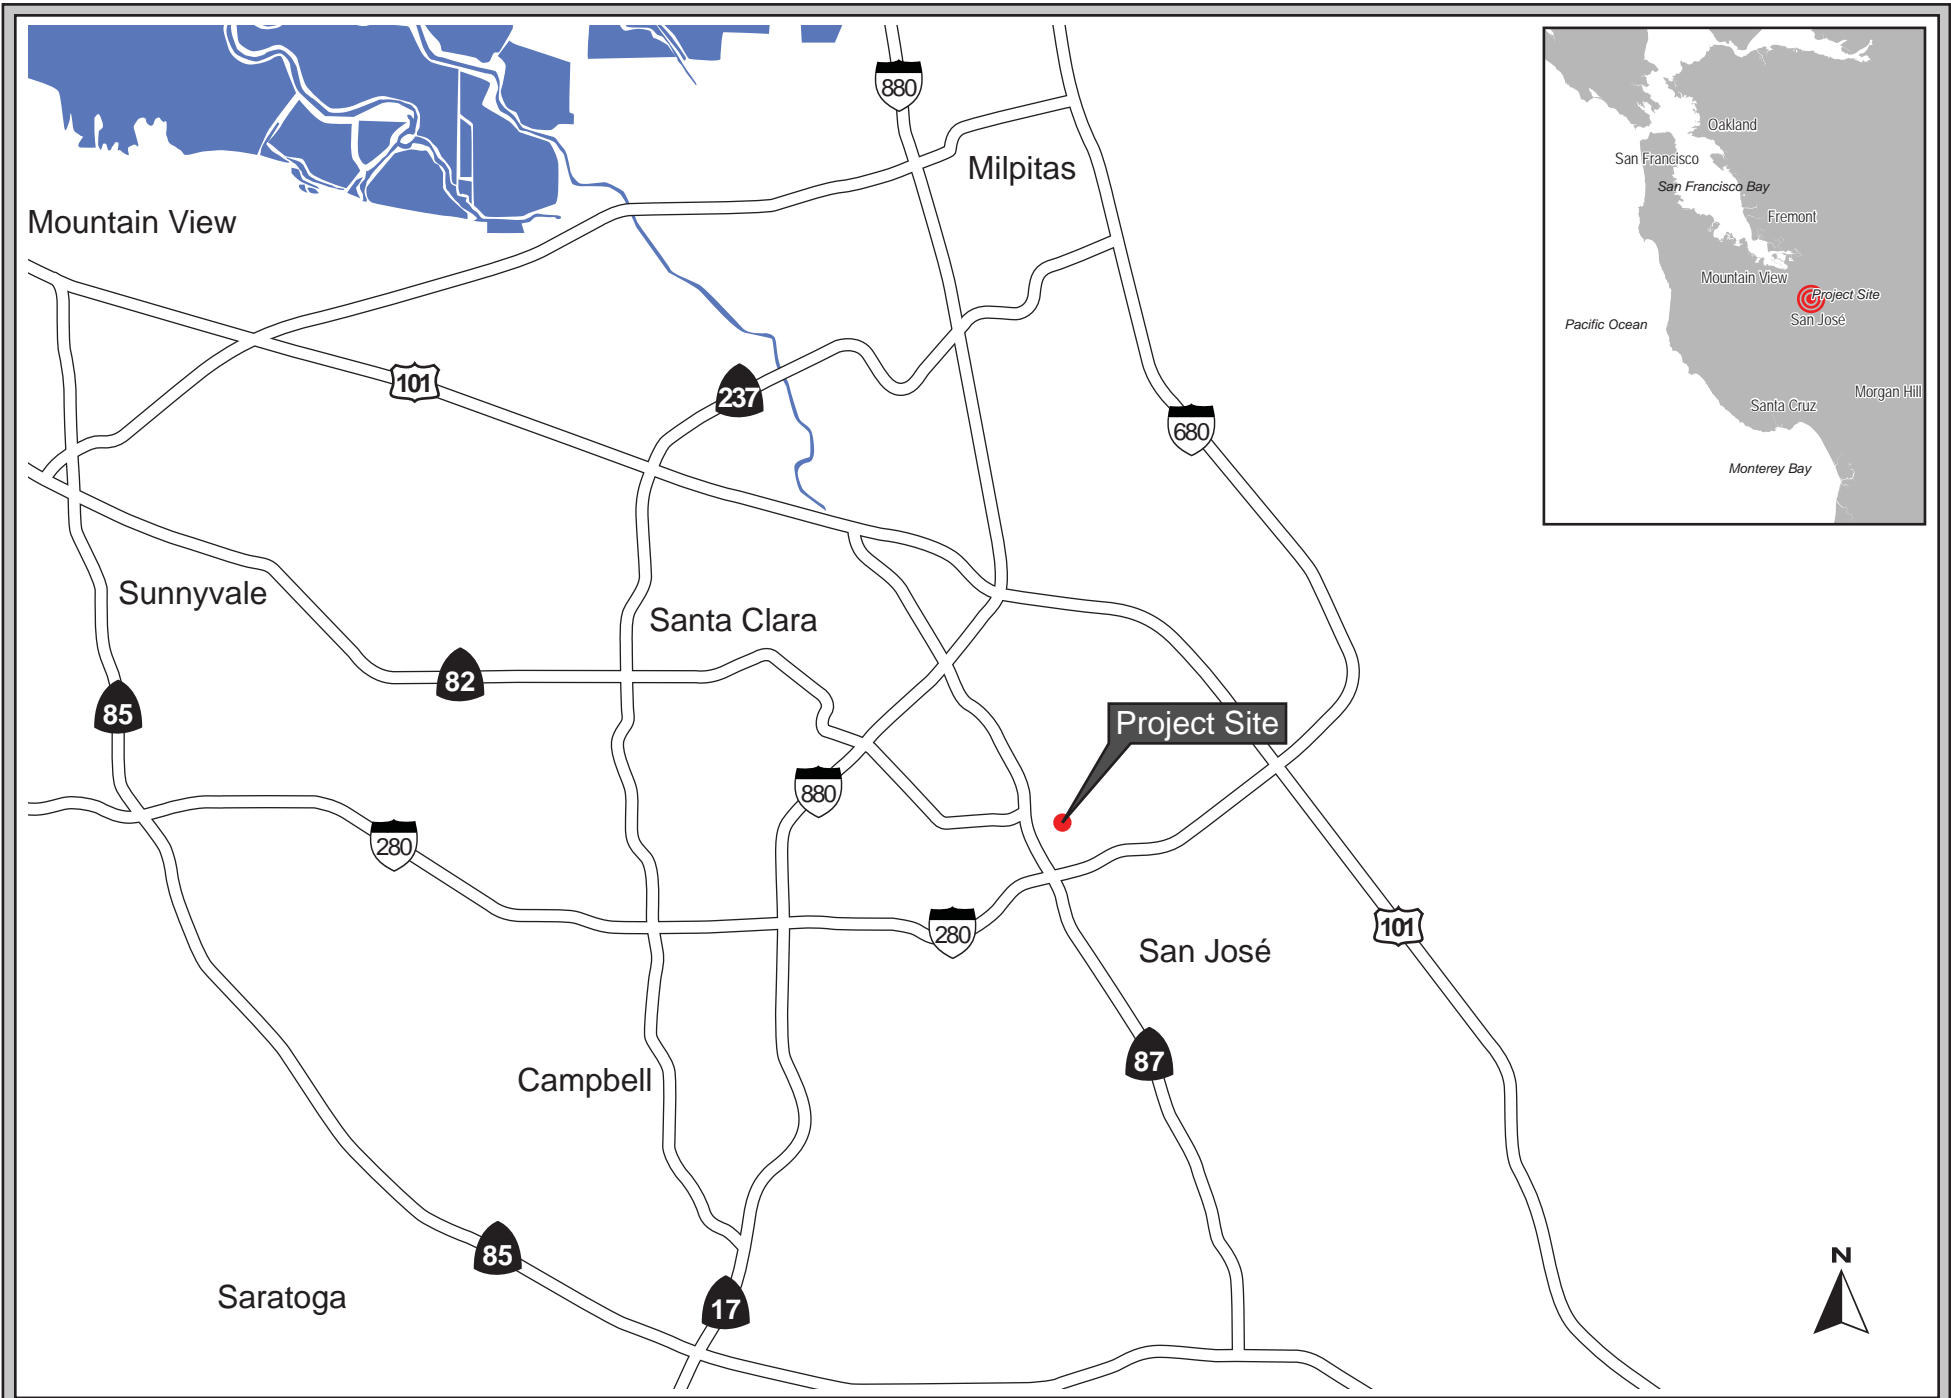 880
Milpitas
Mountain View
101
237
680
Sunnyvale
Santa Clara
82
85
Project Site
880
280
280
San José
101
Campbell
87
85
Saratoga
17
N
Oakland
San Francisco
San Francisco Bay
Fremont
Mountain View
Project Site
San José
Pacific Ocean
Morgan Hill
Santa Cruz
Monterey Bay